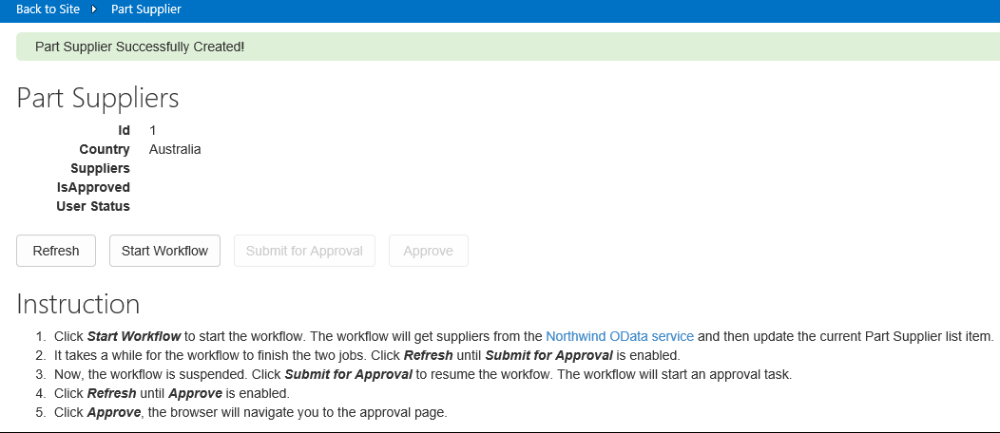 Back to Site Part Supplier
Part Supplier Successfully Created!
Part Suppliers
Id 1
Country Australia
Suppliers
IsApproved
User Status
Refresh Start Workflow Submit for Approval Approve
Instruction
1. Click Start Workflow to start the workflow. The workflow will get suppliers from the Northwind OData service and then update the current Part Supplier list item.
2. It takes a while for the workflow to finish the two jobs. Click Refresh until Submit for Approval is enabled.
3. Now, the workflow is suspended. Click Submit for Approval to resume the workfow. The workflow will start an approval task.
4. Click Refresh until Approve is enabled.
5. Click Approve, the browser will navigate you to the approval page.